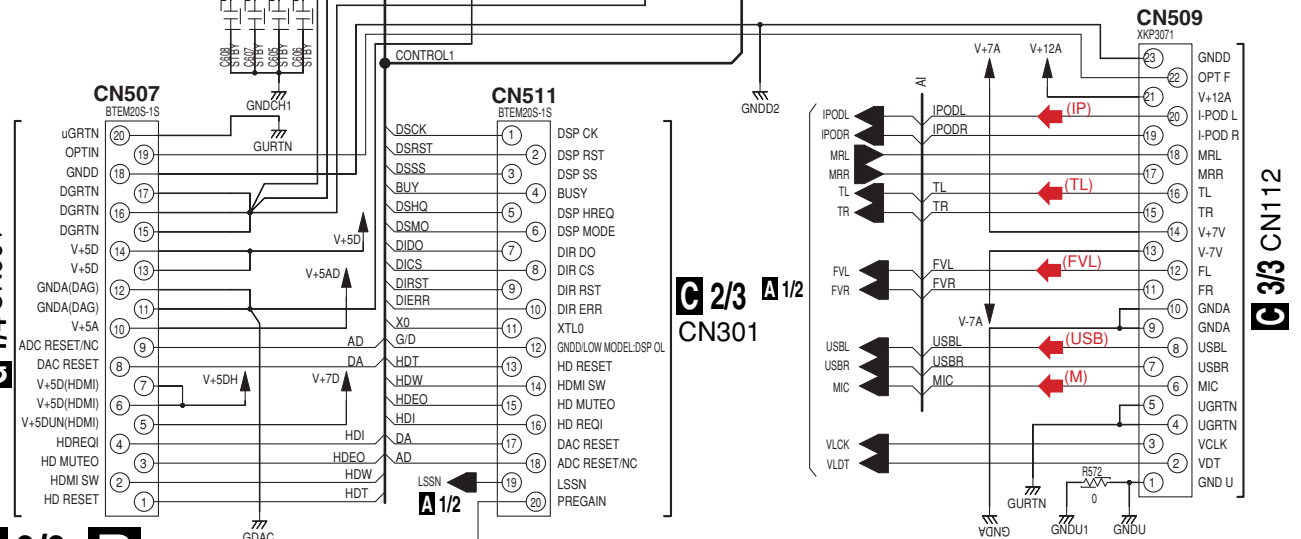 C608 STBY
C607 STBY
C605 STBY
C606 STBY
GNDCH1
GURTN
CONTROL1
GNDD2
CN507
BTEM20S-1S
uGRTN 20
OPTIN 19
GNDD 18
DGRTN 17
DGRTN 16
DGRTN 15
V+5D 14
V+5D 13
GNDA(DAG) 12
GNDA(DAG) 11
V+5A 10
ADC RESET/NC 9
DAC RESET 8
V+5D(HDMI) 7
V+5D(HDMI) 6
V+5DUN(HDMI) 5
HDREQI 4
HD MUTEO 3
HDMI SW 2
HD RESET 1
V+5D
V+5AD
V+5DH
V+7D
AD
DA
HDI
HDEO
HDW
HDT
GDAC
CN511
BTEM20S-1S
DSCK 1 DSP CK
DSRST 2 DSP RST
DSSS 3 DSP SS
BUY 4 BUSY
DSHQ 5 DSP HREQ
DSMO 6 DSP MODE
DIDO 7 DIR DO
DICS 8 DIR CS
DIRST 9 DIR RST
DIERR 10 DIR ERR
X0 11 XTL0
G/D 12 GNDD/LOW MODEL:DSP OL
HDT 13 HD RESET
HDW 14 HDMI SW
HDEO 15 HD MUTEO
HDI 16 HD REQI
DA 17 DAC RESET
AD 18 ADC RESET/NC
LSSN 19 LSSN
20 PREGAIN
A 1/2
C 2/3
CN301
A 1/2
CN509
XKP3071
V+7A
V+12A
AI
23 GNDD
22 OPT F
21 V+12A
IPODL IPODL (IP) 20 I-POD L
IPODR IPODR 19 I-POD R
MRL 18 MRL
MRR 17 MRR
TL TL (TL) 16 TL
TR TR 15 TR
14 V+7V
13 V-7V
FVL FVL (FVL) 12 FL
FVR FVR 11 FR
10 GNDA
V-7A
9 GNDA
USBL USBL (USB) 8 USBL
USBR USBR 7 USBR
MIC MIC (M) 6 MIC
5 UGRTN
4 UGRTN
VLCK 3 VCLK
VLDT 2 VDT
R572
0
1 GND U
GURTN
GNDA
GNDU1
GNDU
C 3/3 CN112